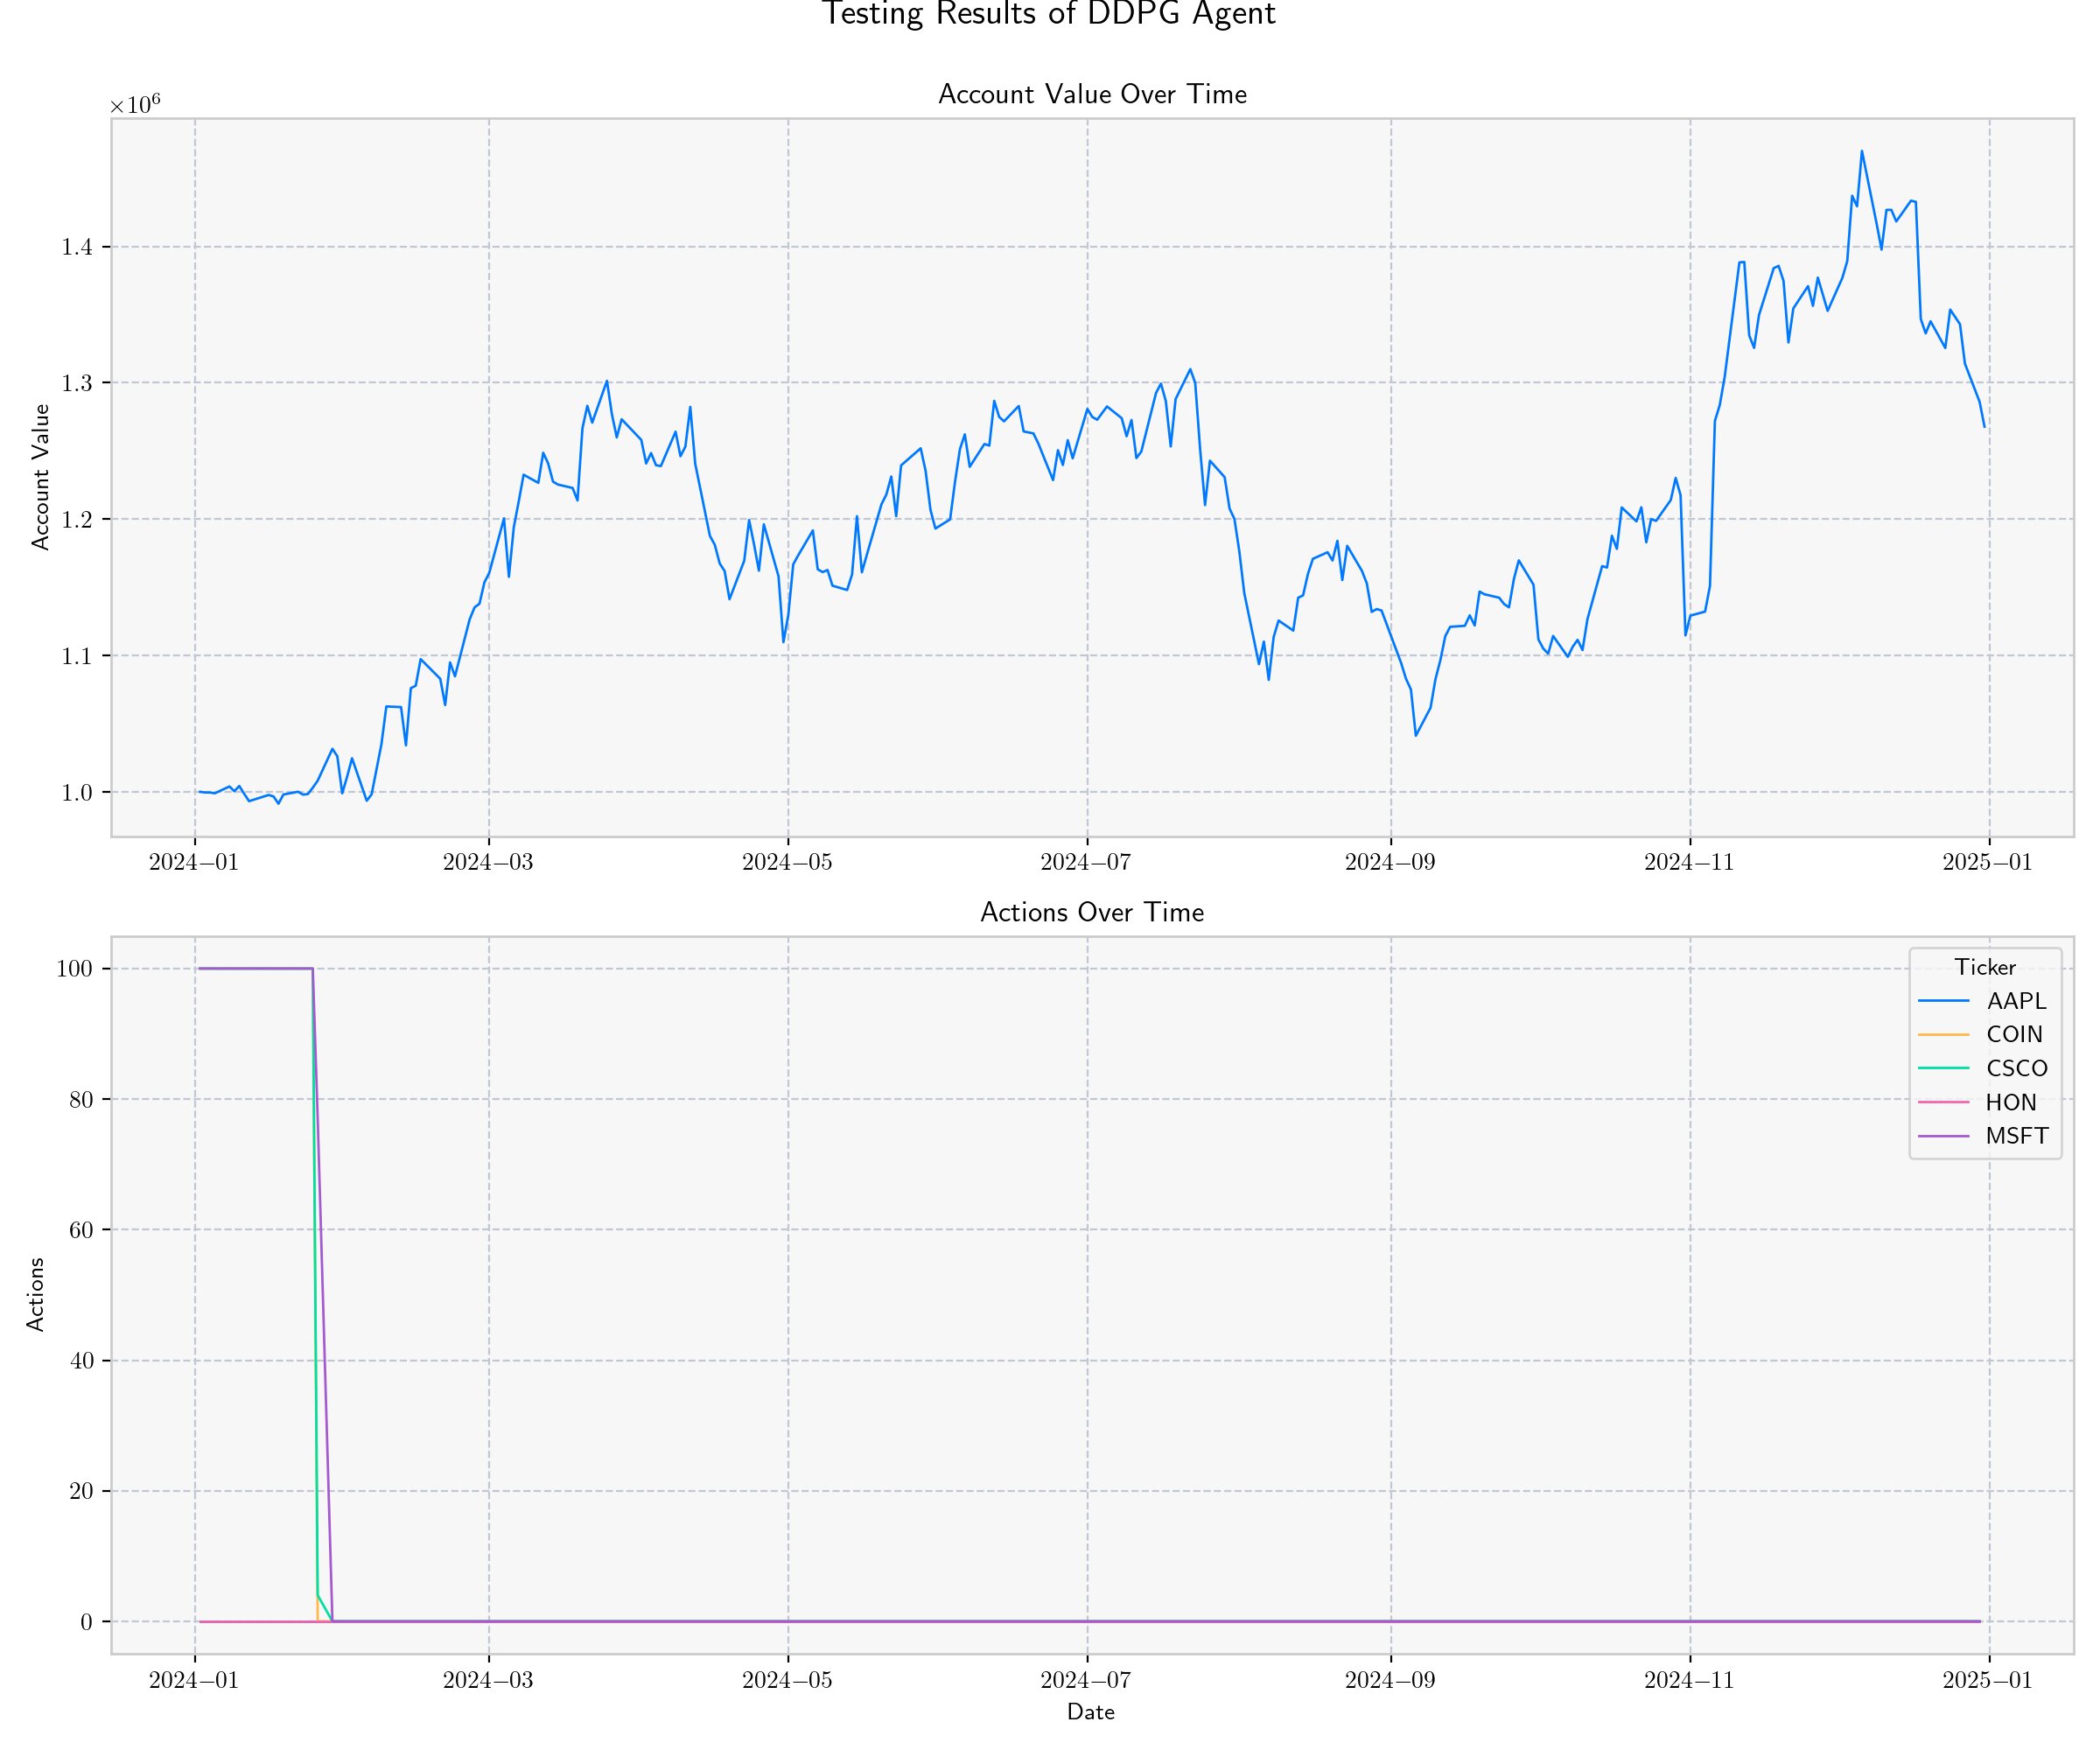 Testing Results of DDPG Agent
Account Value Over Time
×10⁶
Account Value
1.4
1.3
1.2
1.1
1.0
2024–01 2024–03 2024–05 2024–07 2024–09 2024–11 2025–01
Actions Over Time
Actions
100
80
60
40
20
0
Ticker
AAPL
COIN
CSCO
HON
MSFT
2024–01 2024–03 2024–05 2024–07 2024–09 2024–11 2025–01
Date